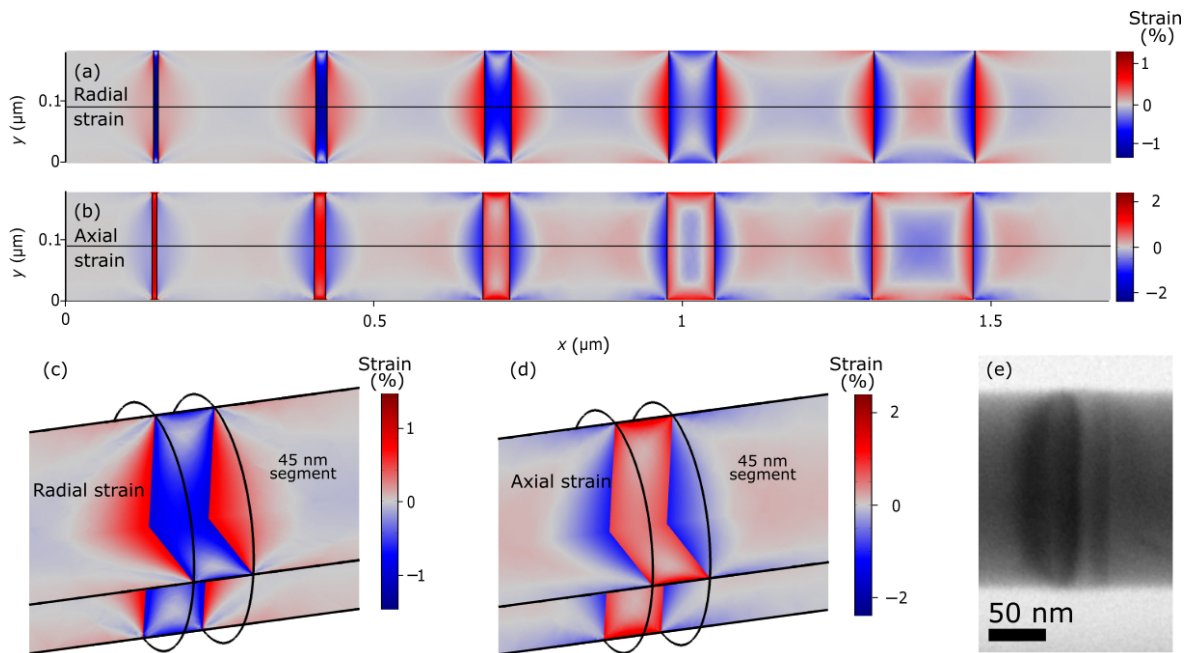 Strain
(%)
(a)
Radial
strain
y (μm)
0.1
0
1
0
−1
(b)
Axial
strain
y (μm)
0.1
0
2
0
−2
0
0.5
1
1.5
x (μm)
(c)
Strain
(%)
Radial strain
45 nm
segment
1
0
−1
(d)
Strain
(%)
Axial strain
45 nm
segment
2
0
−2
(e)
50 nm